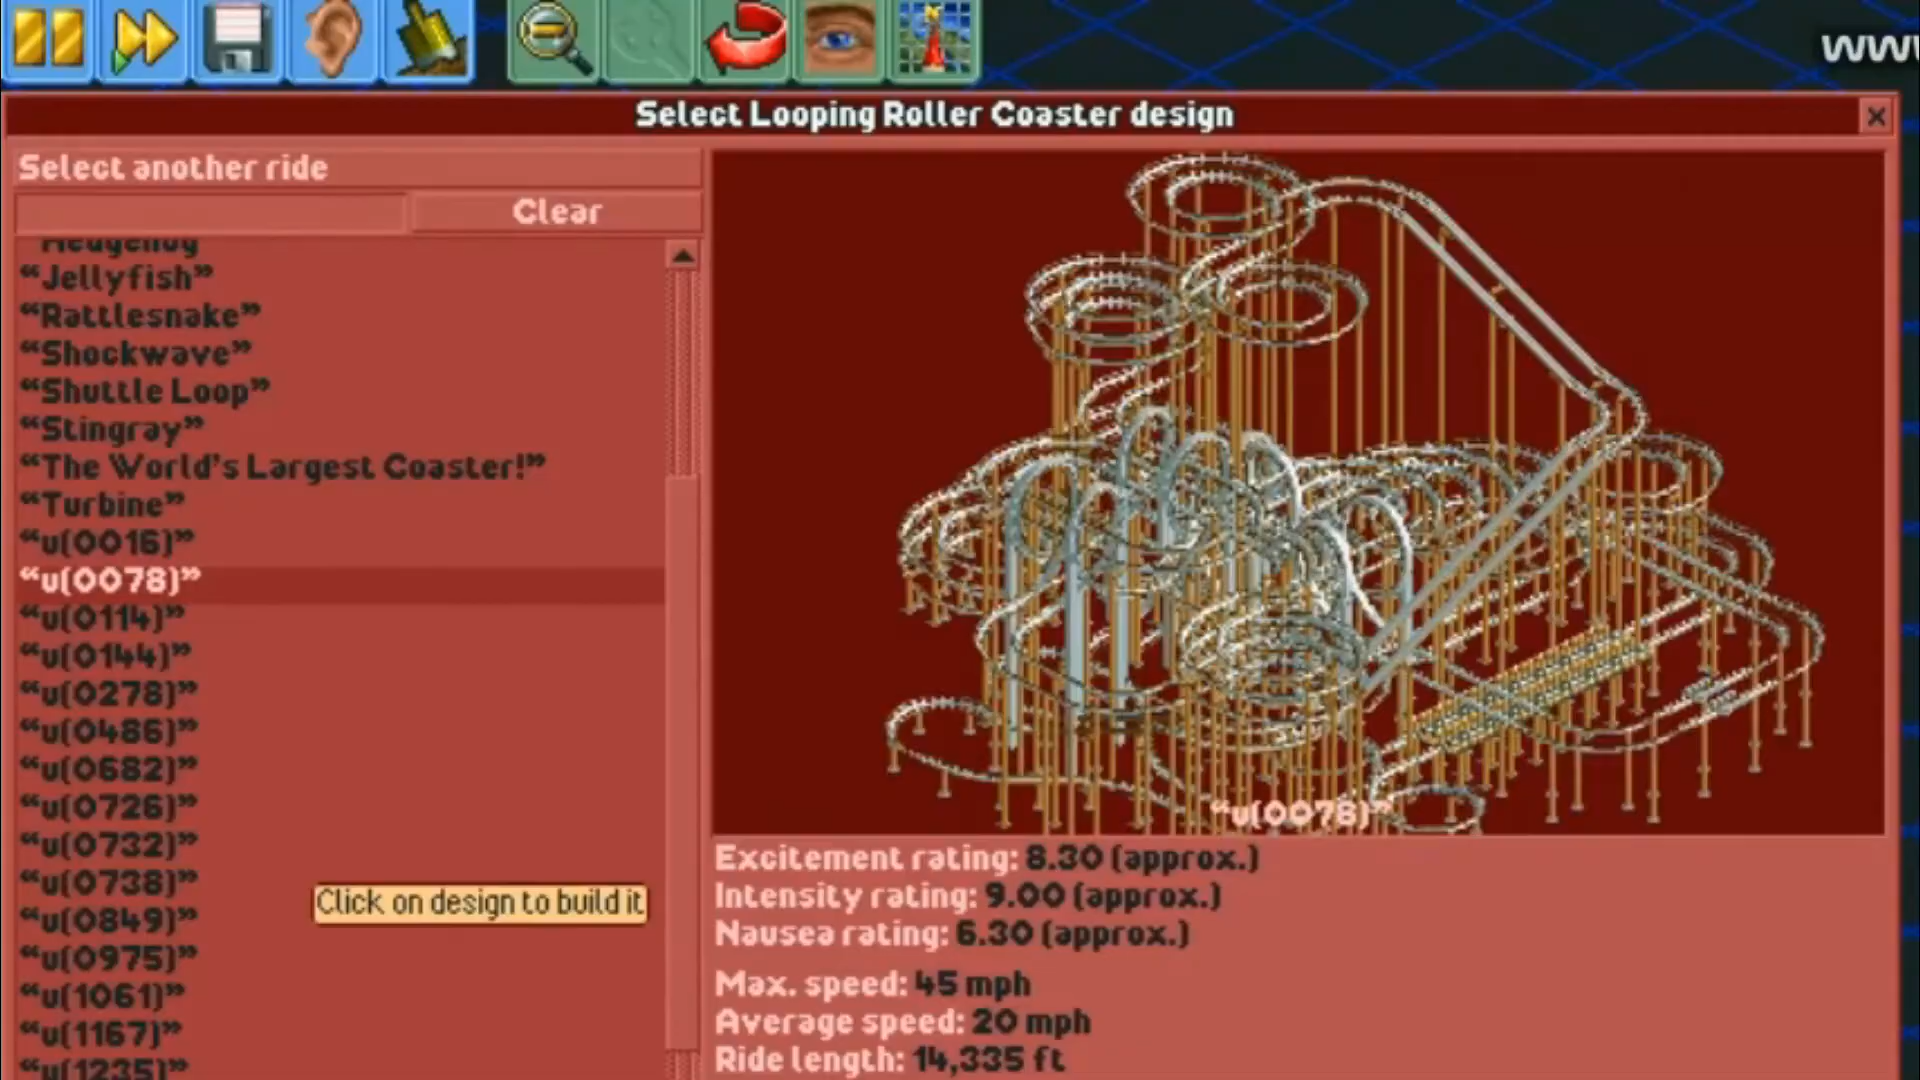 www
Select Looping Roller Coaster design
Select another ride
Clear
“Jellyfish”
“Rattlesnake”
“Shockwave”
“Shuttle Loop”
“Stingray”
“The World's Largest Coaster!”
“Turbine”
“u(0016)”
“u(0078)”
“u(0114)”
“u(0144)”
“u(0278)”
“u(0486)”
“u(0682)”
“u(0726)”
“u(0732)”
“u(0738)”
“u(0849)”
“u(0975)”
“u(1061)”
“u(1167)”
“u(1235)”
Click on design to build it
“u(0078)”
Excitement rating: 8.30 (approx.)
Intensity rating: 9.00 (approx.)
Nausea rating: 6.30 (approx.)
Max. speed: 45 mph
Average speed: 20 mph
Ride length: 14,335 ft